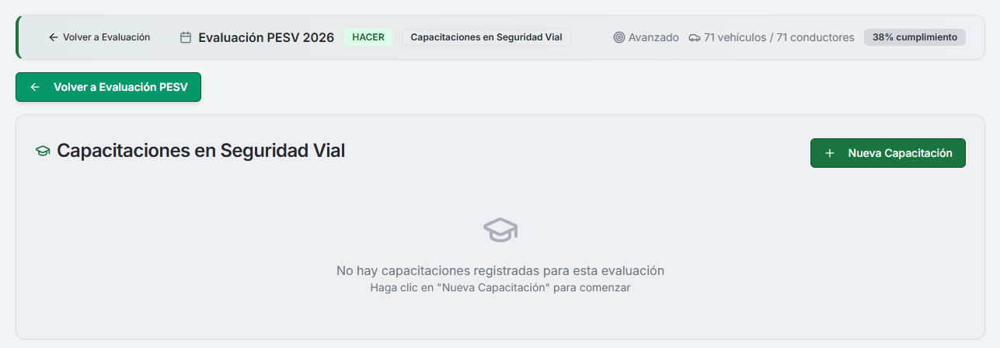 Volver a Evaluación Evaluación PESV 2026 HACER Capacitaciones en Seguridad Vial Avanzado 71 vehículos / 71 conductores 38% cumplimiento
Volver a Evaluación PESV
Capacitaciones en Seguridad Vial
Nueva Capacitación
No hay capacitaciones registradas para esta evaluación
Haga clic en "Nueva Capacitación" para comenzar